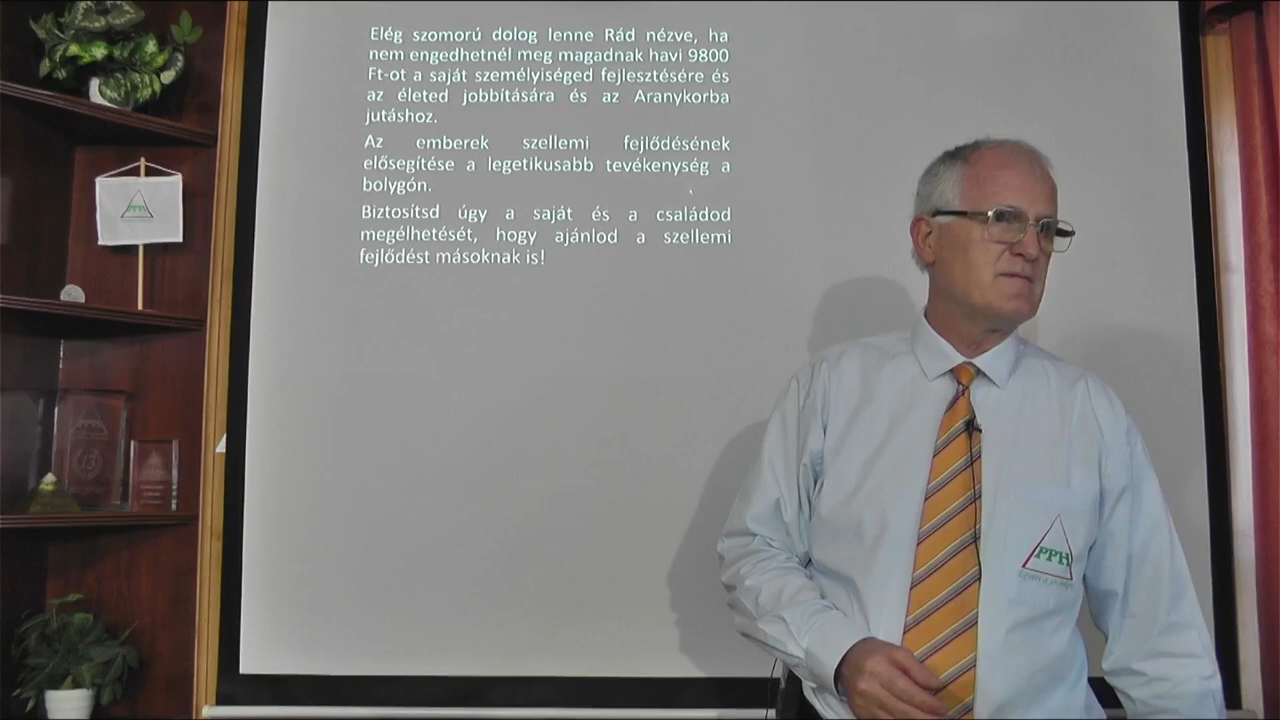 Elég szomorú dolog lenne Rád nézve, ha
nem engedhetnél meg magadnak havi 9800
Ft-ot a saját személyiséged fejlesztésére és
az életed jobbítására és az Aranykorba
jutáshoz.
Az emberek szellemi fejlődésének
elősegítése a legetikusabb tevékenység a
bolygón.
Biztosítsd úgy a saját és a családod
megélhetését, hogy ajánlod a szellemi
fejlődést másoknak is!
PPH
PPH